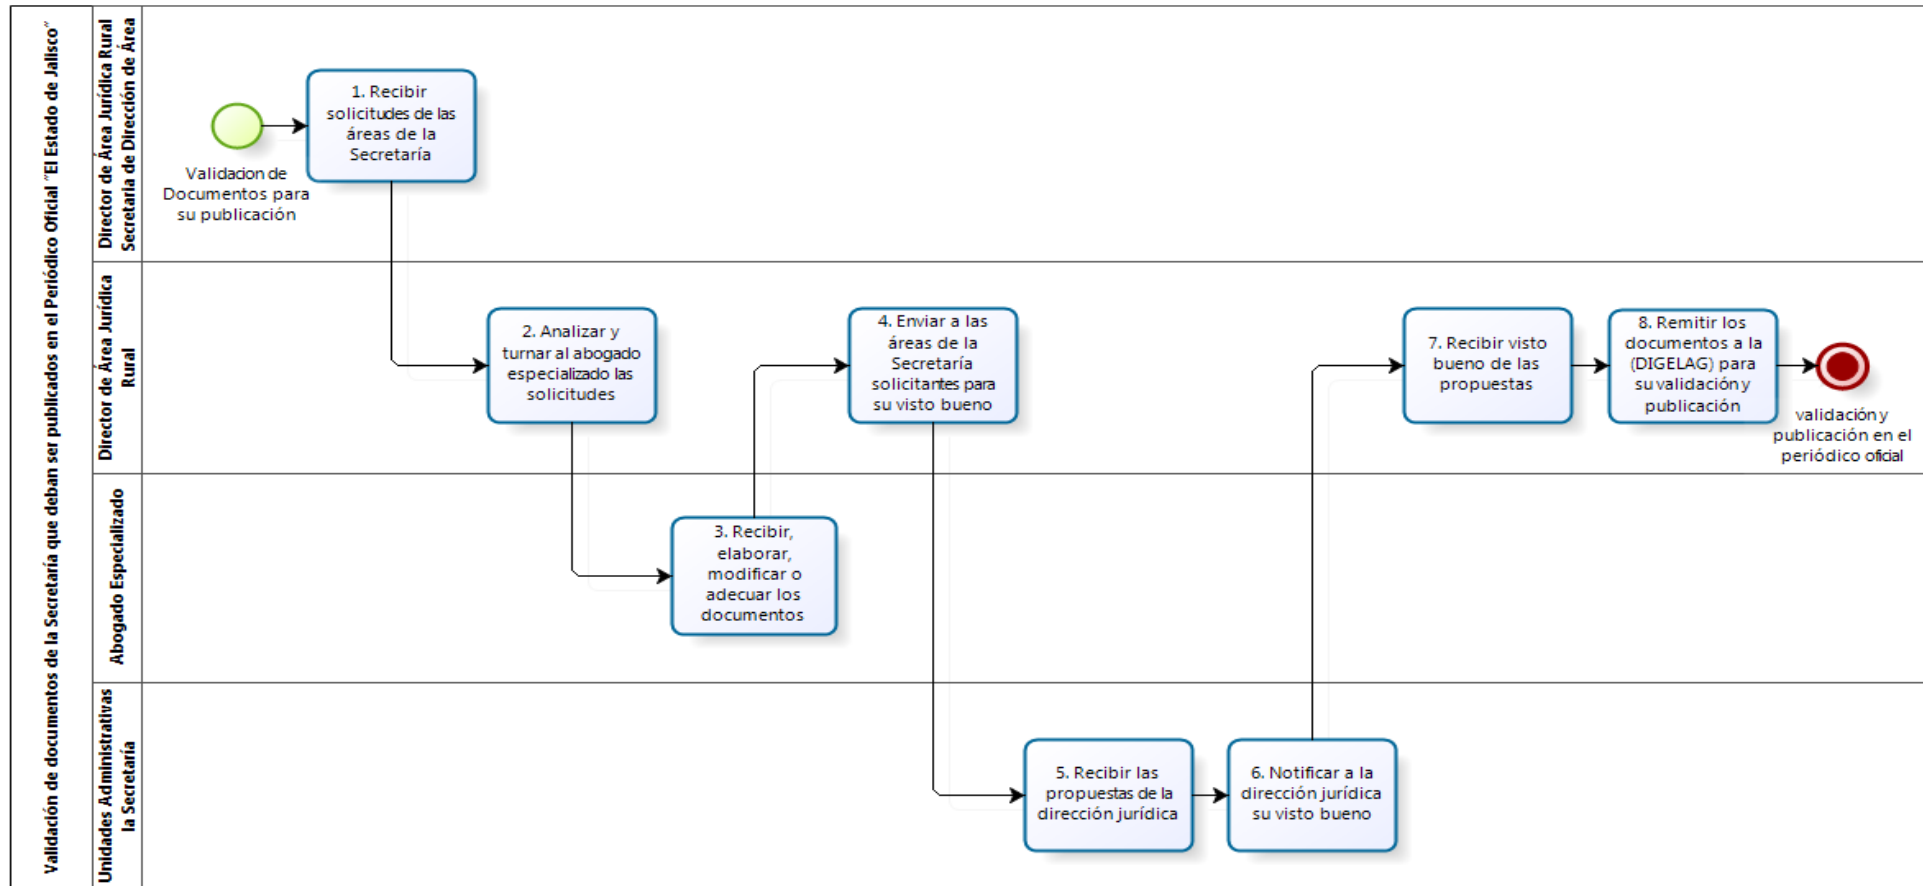 Validación de documentos de la Secretaría que deban ser publicados en el Periódico Oficial "El Estado de Jalisco"
Director de Área Jurídica Rural
Secretaria de Dirección de Área
Validacion de
Documentos para
su publicación
1. Recibir
solicitudes de las
áreas de la
Secretaría
Director de Área Jurídica
Rural
2. Analizar y
turnar al abogado
especializado las
solicitudes
4. Enviar a las
áreas de la
Secretaría
solicitantes para
su visto bueno
7. Recibir visto
bueno de las
propuestas
8. Remitir los
documentos a la
(DIGELAG) para
su validación y
publicación
validación y
publicación en el
periódico oficial
Abogado Especializado
3. Recibir,
elaborar,
modificar o
adecuar los
documentos
Unidades Administrativas
la Secretaría
5. Recibir las
propuestas de la
dirección jurídica
6. Notificar a la
dirección jurídica
su visto bueno